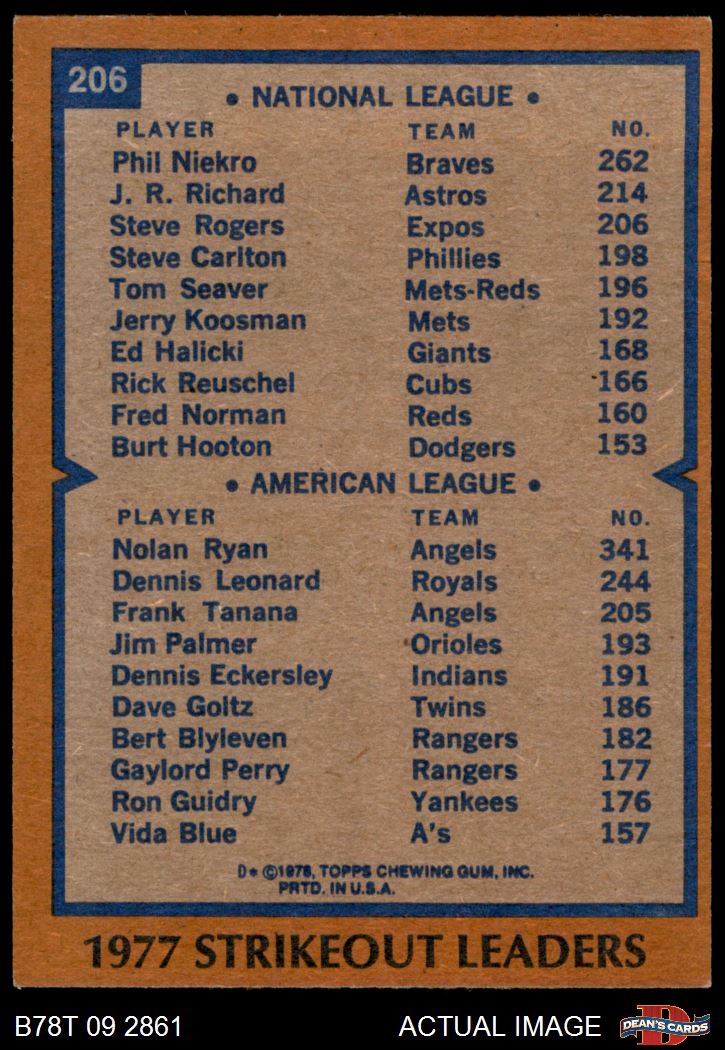 206
• NATIONAL LEAGUE •
PLAYER TEAM NO.
Phil Niekro Braves 262
J. R. Richard Astros 214
Steve Rogers Expos 206
Steve Carlton Phillies 198
Tom Seaver Mets-Reds 196
Jerry Koosman Mets 192
Ed Halicki Giants 168
Rick Reuschel Cubs 166
Fred Norman Reds 160
Burt Hooton Dodgers 153
• AMERICAN LEAGUE •
PLAYER TEAM NO.
Nolan Ryan Angels 341
Dennis Leonard Royals 244
Frank Tanana Angels 205
Jim Palmer Orioles 193
Dennis Eckersley Indians 191
Dave Goltz Twins 186
Bert Blyleven Rangers 182
Gaylord Perry Rangers 177
Ron Guidry Yankees 176
Vida Blue A's 157
D* ©1978, TOPPS CHEWING GUM, INC.
PRTD. IN U.S.A.
1977 STRIKEOUT LEADERS
B78T 09 2861 ACTUAL IMAGE D DEAN'S CARDS